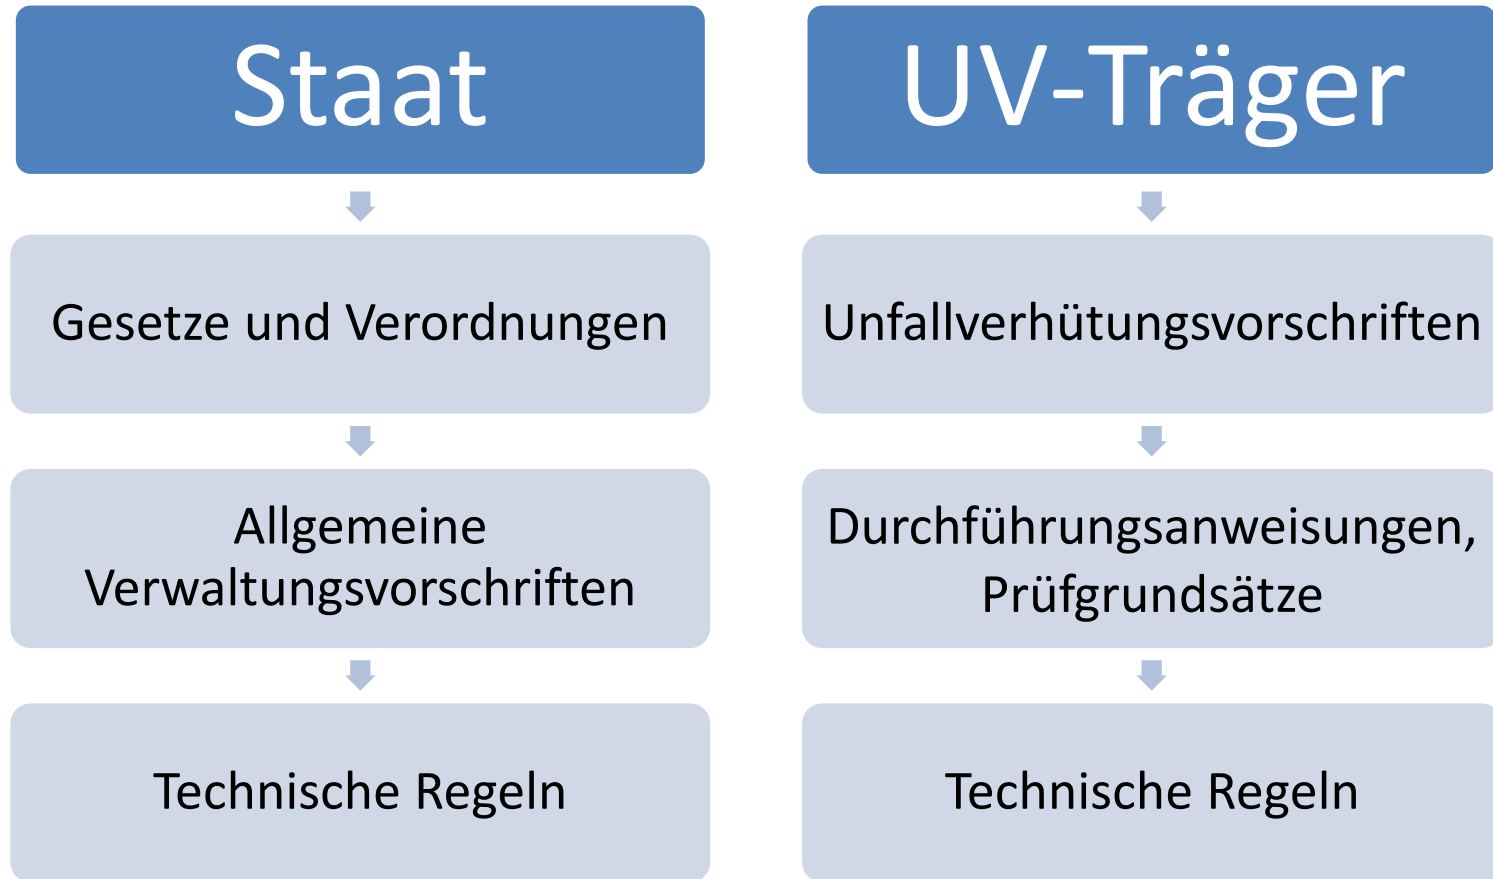 Staat
Gesetze und Verordnungen
Allgemeine
Verwaltungsvorschriften
Technische Regeln
UV-Träger
Unfallverhütungsvorschriften
Durchführungsanweisungen,
Prüfgrundsätze
Technische Regeln